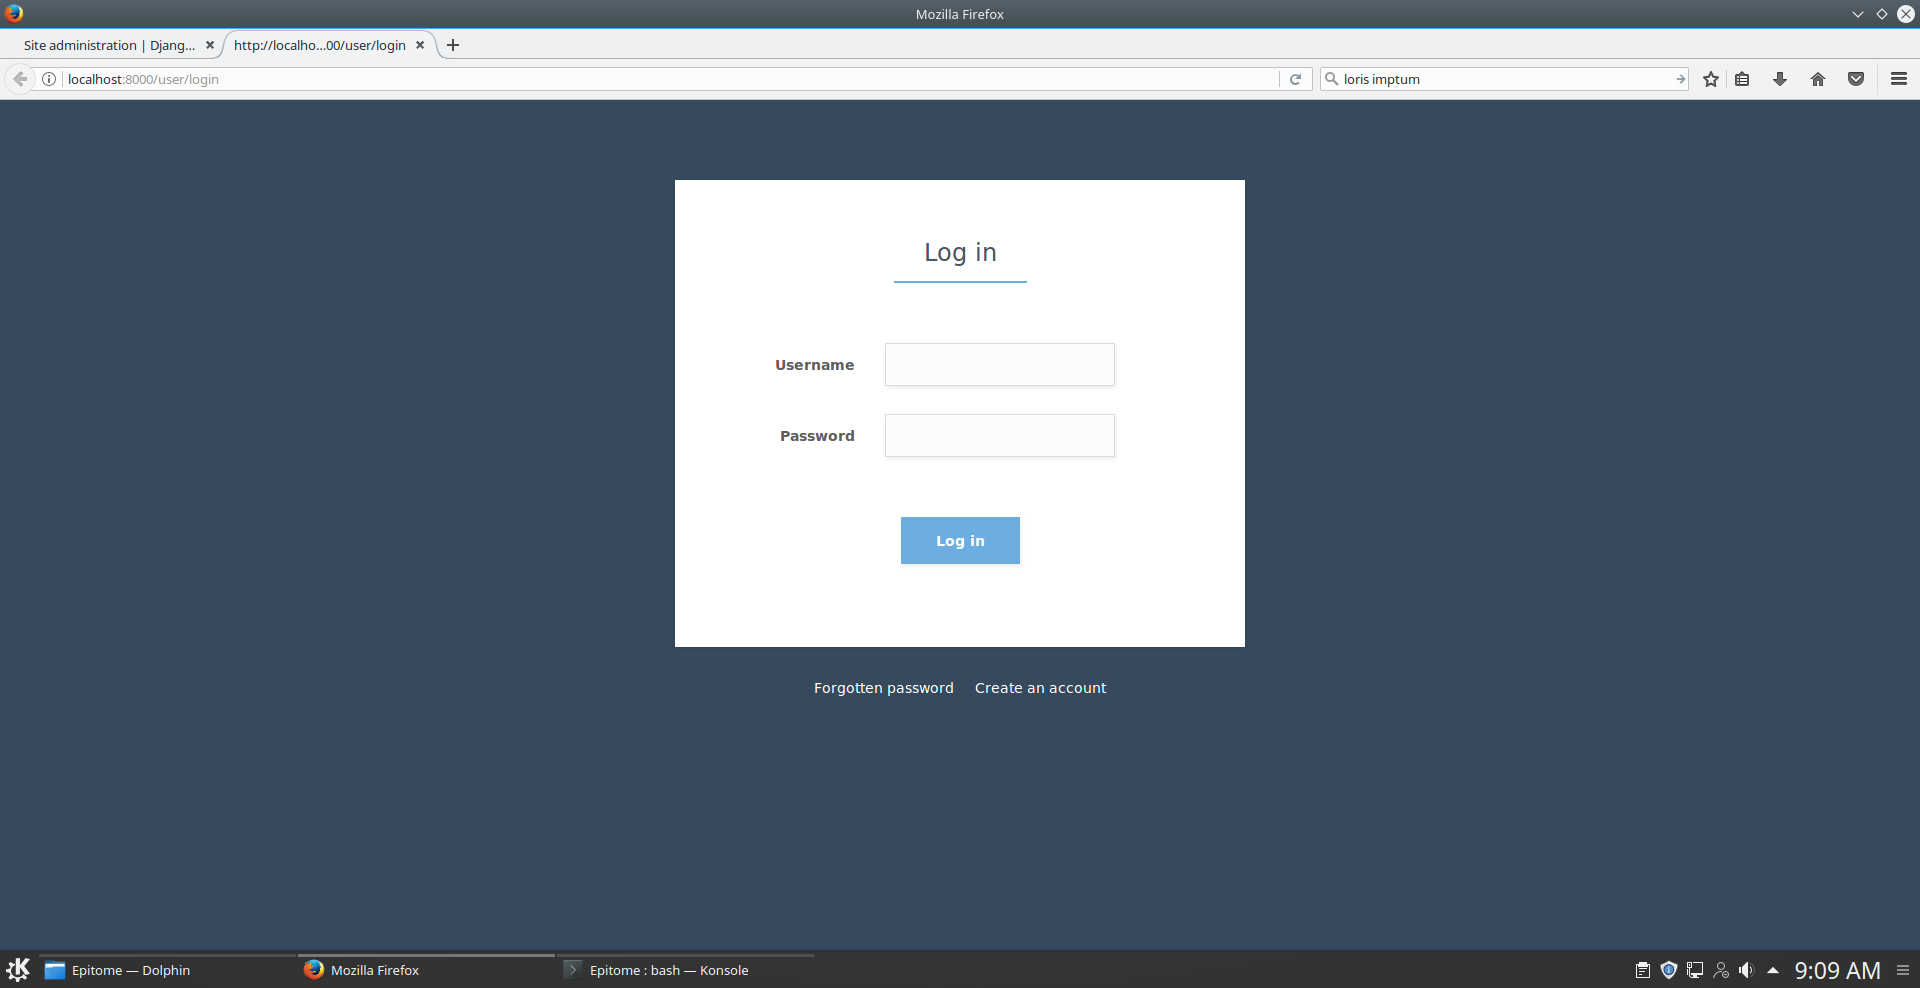 Mozilla Firefox
Site administration | Djang...
http://localho...00/user/login
localhost:8000/user/login
loris imptum
Log in
Username
Password
Log in
Forgotten password
Create an account
Epitome — Dolphin
Mozilla Firefox
Epitome : bash — Konsole
9:09 AM